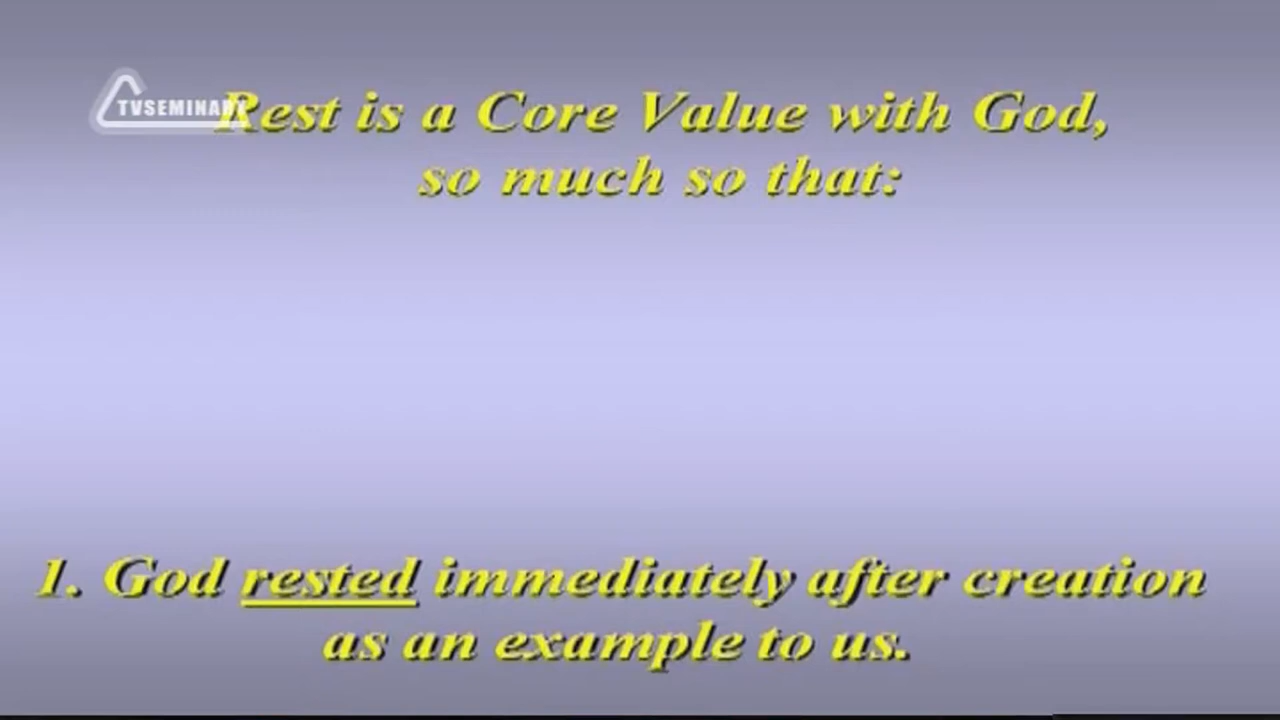 TVSEMINARY
Rest is a Core Value with God,
so much so that:
1. God rested immediately after creation
as an example to us.